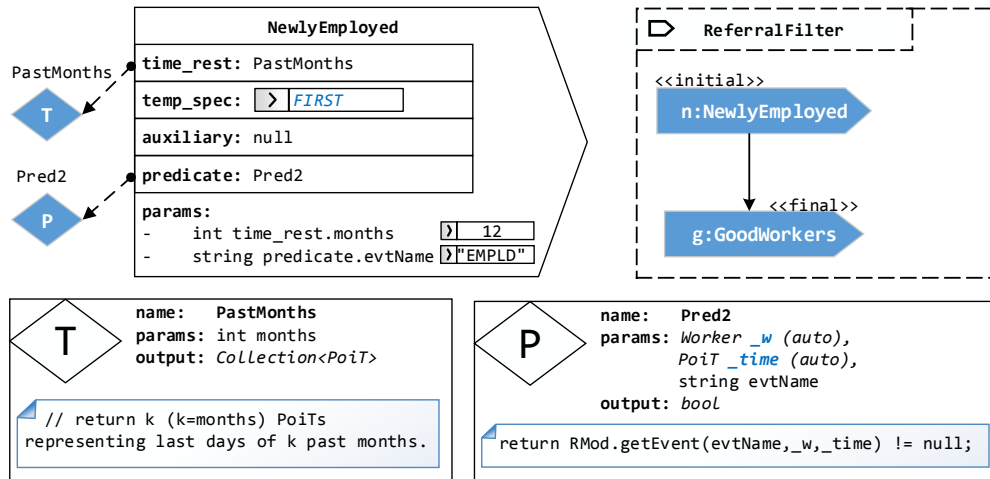 NewlyEmployed
time_rest: PastMonths
temp_spec: FIRST
auxiliary: null
predicate: Pred2
params:
- int time_rest.months 12
- string predicate.evtName "EMPLD"
PastMonths
T
Pred2
P
ReferralFilter
<<initial>>
n:NewlyEmployed
<<final>>
g:GoodWorkers
T
name: PastMonths
params: int months
output: Collection<PoiT>
// return k (k=months) PoiTs
representing last days of k past months.
P
name: Pred2
params: Worker _w (auto),
PoiT _time (auto),
string evtName
output: bool
return RMod.getEvent(evtName,_w,_time) != null;